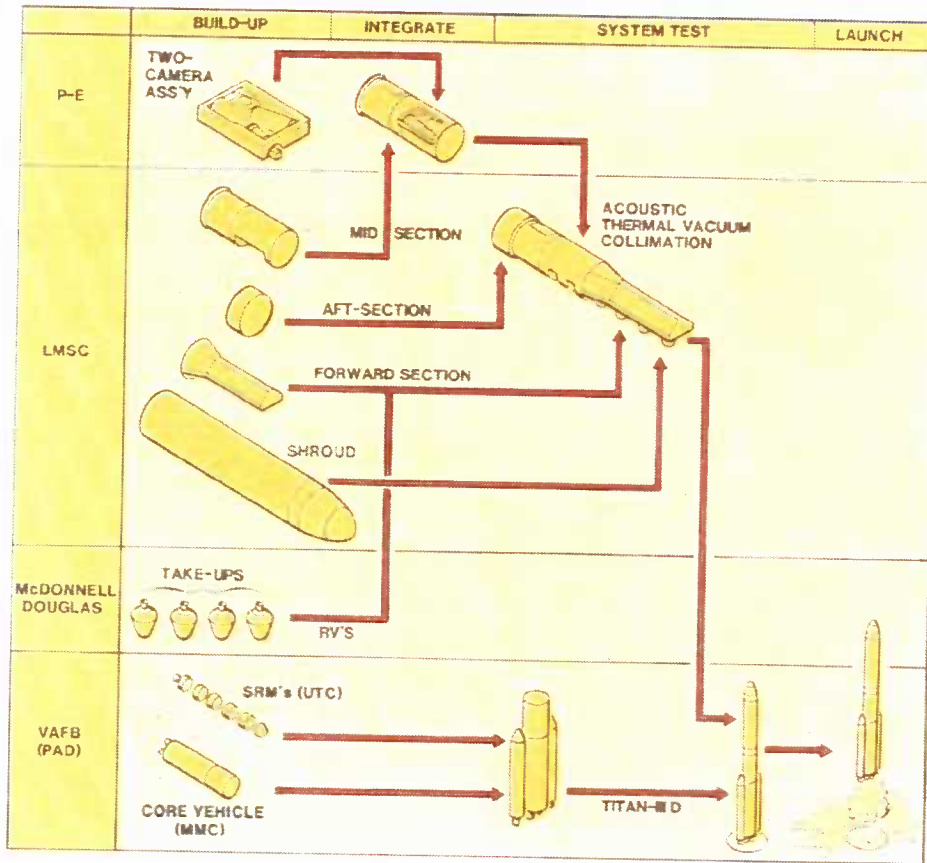 BUILD-UP
INTEGRATE
SYSTEM TEST
LAUNCH
P-E
TWO-
CAMERA
ASS'Y
LMSC
MID SECTION
ACOUSTIC
THERMAL VACUUM
COLLIMATION
AFT-SECTION
FORWARD SECTION
SHROUD
McDONNELL
DOUGLAS
TAKE-UPS
RV'S
VAFB
(PAD)
SRM's (UTC)
CORE VEHICLE
(MMC)
TITAN-III D